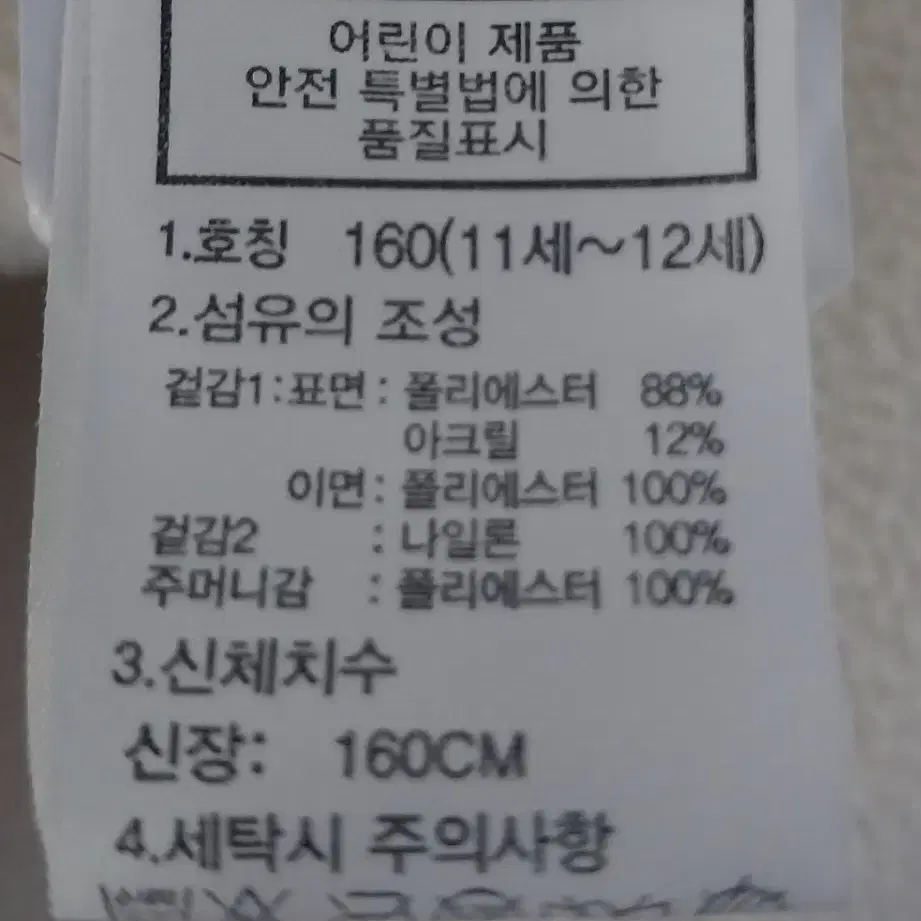 어린이 제품
안전 특별법에 의한
품질표시
1.호칭 160(11세~12세)
2.섬유의 조성
겉감1:표면: 폴리에스터 88%
아크릴 12%
이면: 폴리에스터 100%
겉감2 : 나일론 100%
주머니감 : 폴리에스터 100%
3.신체치수
신장: 160CM
4.세탁시 주의사항